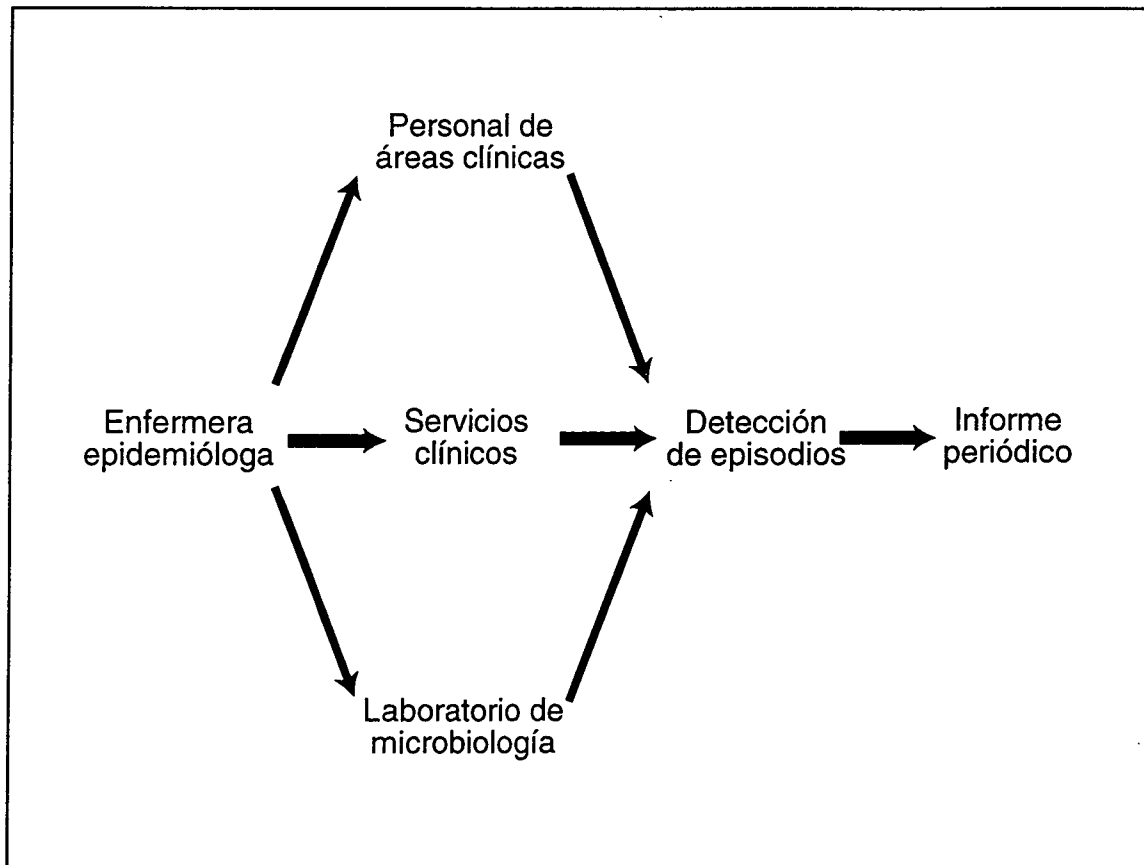 Personal de
áreas clínicas
Enfermera
epidemióloga
Servicios
clínicos
Detección
de episodios
Informe
periódico
Laboratorio de
microbiología